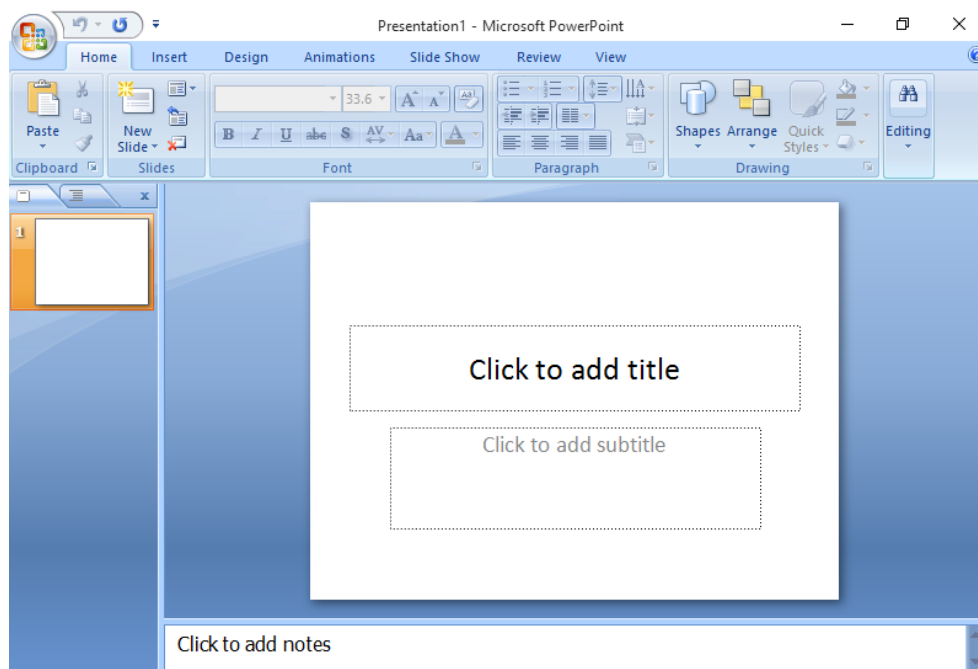 Presentation1 - Microsoft PowerPoint
Home Insert Design Animations Slide Show Review View
33.6 A A
Paste New Slide B I U abc S AV Aa A Shapes Arrange Quick Styles Editing
Clipboard Slides Font Paragraph Drawing
1
Click to add title
Click to add subtitle
Click to add notes